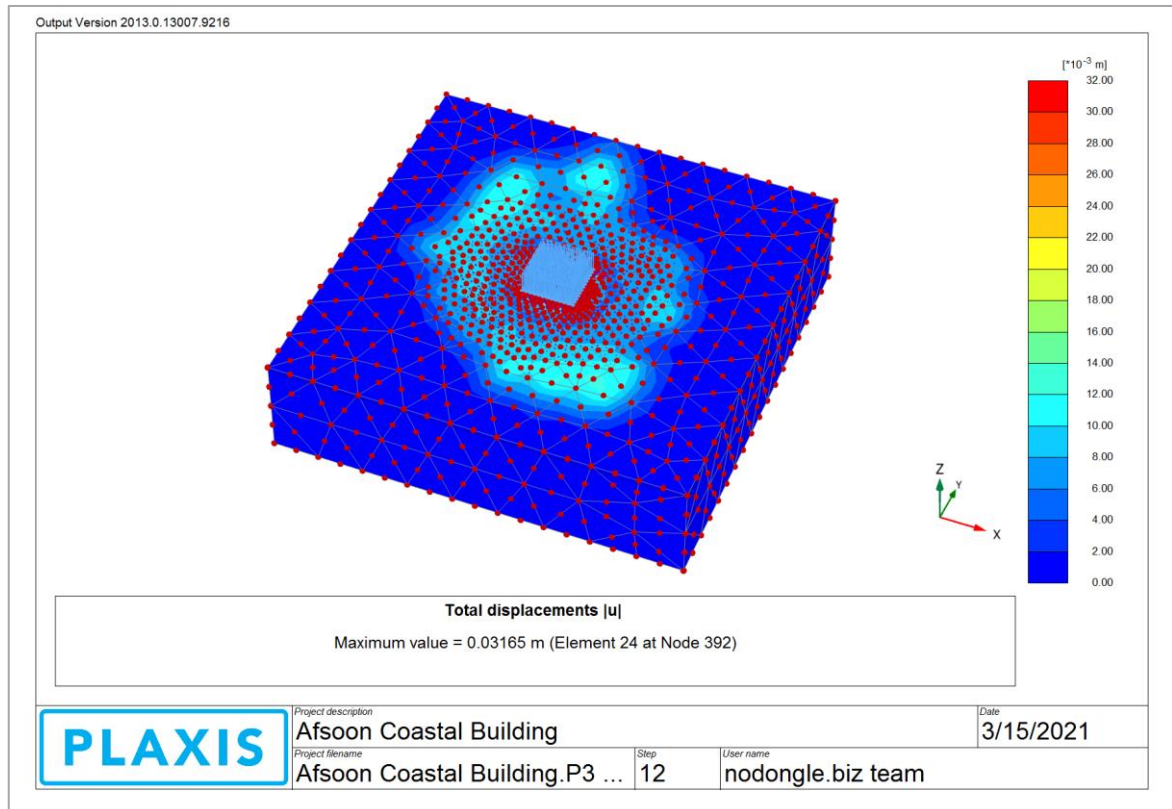 Output Version 2013.0.13007.9216
[*10-3 m]
32.00
30.00
28.00
26.00
24.00
22.00
20.00
18.00
16.00
14.00
12.00
10.00
8.00
6.00
4.00
2.00
0.00
Z
Y
X
Total displacements |u|
Maximum value = 0.03165 m (Element 24 at Node 392)
PLAXIS
Project description
Afsoon Coastal Building
Date
3/15/2021
Project filename
Afsoon Coastal Building.P3 ...
Step
12
User name
nodongle.biz team